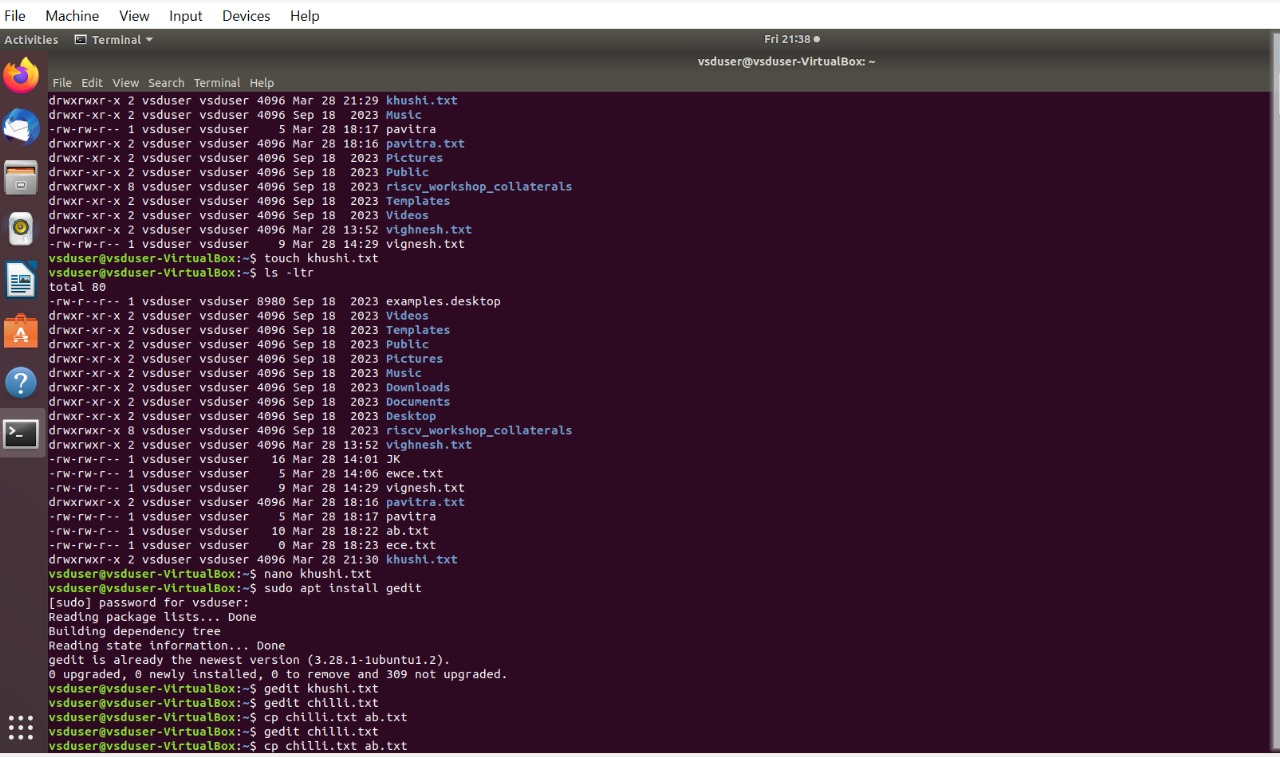 File Machine View Input Devices Help
Activities Terminal Fri 21:38
vsduser@vsduser-VirtualBox: ~
File Edit View Search Terminal Help
drwxrwxr-x 2 vsduser vsduser 4096 Mar 28 21:29 khushi.txt
drwxr-xr-x 2 vsduser vsduser 4096 Sep 18  2023 Music
-rw-rw-r-- 1 vsduser vsduser    5 Mar 28 18:17 pavitra
drwxrwxr-x 2 vsduser vsduser 4096 Mar 28 18:16 pavitra.txt
drwxr-xr-x 2 vsduser vsduser 4096 Sep 18  2023 Pictures
drwxr-xr-x 2 vsduser vsduser 4096 Sep 18  2023 Public
drwxrwxr-x 8 vsduser vsduser 4096 Sep 18  2023 riscv_workshop_collaterals
drwxr-xr-x 2 vsduser vsduser 4096 Sep 18  2023 Templates
drwxr-xr-x 2 vsduser vsduser 4096 Sep 18  2023 Videos
drwxrwxr-x 2 vsduser vsduser 4096 Mar 28 13:52 vighnesh.txt
-rw-rw-r-- 1 vsduser vsduser    9 Mar 28 14:29 vignesh.txt
vsduser@vsduser-VirtualBox:~$ touch khushi.txt
vsduser@vsduser-VirtualBox:~$ ls -ltr
total 80
-rw-r--r-- 1 vsduser vsduser 8980 Sep 18  2023 examples.desktop
drwxr-xr-x 2 vsduser vsduser 4096 Sep 18  2023 Videos
drwxr-xr-x 2 vsduser vsduser 4096 Sep 18  2023 Templates
drwxr-xr-x 2 vsduser vsduser 4096 Sep 18  2023 Public
drwxr-xr-x 2 vsduser vsduser 4096 Sep 18  2023 Pictures
drwxr-xr-x 2 vsduser vsduser 4096 Sep 18  2023 Music
drwxr-xr-x 2 vsduser vsduser 4096 Sep 18  2023 Downloads
drwxr-xr-x 2 vsduser vsduser 4096 Sep 18  2023 Documents
drwxr-xr-x 2 vsduser vsduser 4096 Sep 18  2023 Desktop
drwxrwxr-x 8 vsduser vsduser 4096 Sep 18  2023 riscv_workshop_collaterals
drwxrwxr-x 2 vsduser vsduser 4096 Mar 28 13:52 vighnesh.txt
-rw-rw-r-- 1 vsduser vsduser   16 Mar 28 14:01 JK
-rw-rw-r-- 1 vsduser vsduser    5 Mar 28 14:06 ewce.txt
-rw-rw-r-- 1 vsduser vsduser    9 Mar 28 14:29 vignesh.txt
drwxrwxr-x 2 vsduser vsduser 4096 Mar 28 18:16 pavitra.txt
-rw-rw-r-- 1 vsduser vsduser    5 Mar 28 18:17 pavitra
-rw-rw-r-- 1 vsduser vsduser   10 Mar 28 18:22 ab.txt
-rw-rw-r-- 1 vsduser vsduser    0 Mar 28 18:23 ece.txt
drwxrwxr-x 2 vsduser vsduser 4096 Mar 28 21:30 khushi.txt
vsduser@vsduser-VirtualBox:~$ nano khushi.txt
vsduser@vsduser-VirtualBox:~$ sudo apt install gedit
[sudo] password for vsduser:
Reading package lists... Done
Building dependency tree
Reading state information... Done
gedit is already the newest version (3.28.1-1ubuntu1.2).
0 upgraded, 0 newly installed, 0 to remove and 309 not upgraded.
vsduser@vsduser-VirtualBox:~$ gedit khushi.txt
vsduser@vsduser-VirtualBox:~$ gedit chilli.txt
vsduser@vsduser-VirtualBox:~$ cp chilli.txt ab.txt
vsduser@vsduser-VirtualBox:~$ gedit chilli.txt
vsduser@vsduser-VirtualBox:~$ cp chilli.txt ab.txt